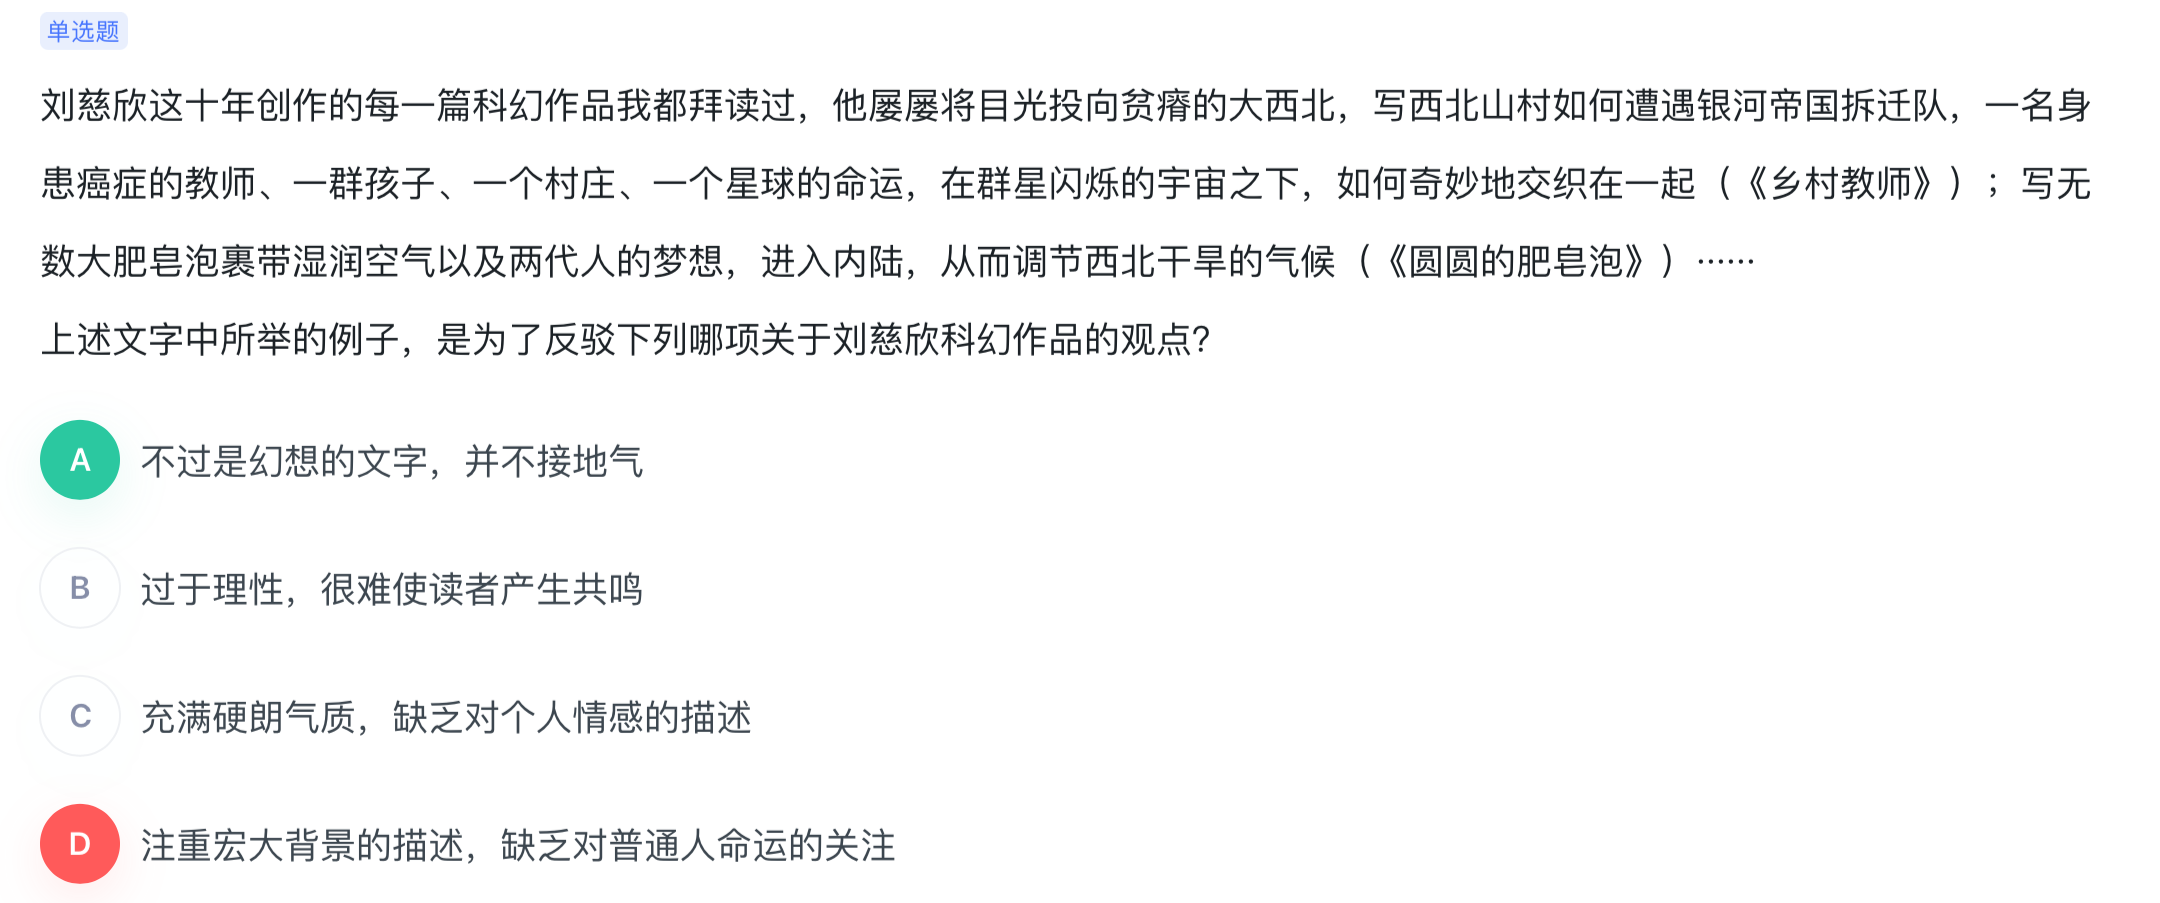 单选题
刘慈欣这十年创作的每一篇科幻作品我都拜读过，他屡屡将目光投向贫瘠的大西北，写西北山村如何遭遇银河帝国拆迁队，一名身
患癌症的教师、一群孩子、一个村庄、一个星球的命运，在群星闪烁的宇宙之下，如何奇妙地交织在一起（《乡村教师》）；写无
数大肥皂泡裹带湿润空气以及两代人的梦想，进入内陆，从而调节西北干旱的气候（《圆圆的肥皂泡》）……
上述文字中所举的例子，是为了反驳下列哪项关于刘慈欣科幻作品的观点?
A 不过是幻想的文字，并不接地气
B 过于理性，很难使读者产生共鸣
C 充满硬朗气质，缺乏对个人情感的描述
D 注重宏大背景的描述，缺乏对普通人命运的关注